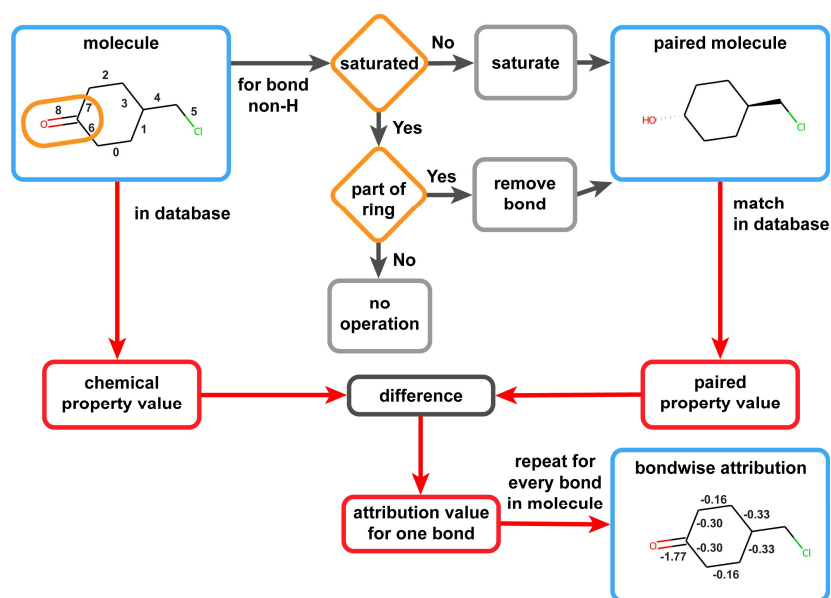 molecule
2
4
8
7
3
5
O
6
1
Cl
0
for bond
non-H
saturated
No
saturate
Yes
part of
ring
Yes
remove
bond
No
no
operation
paired molecule
HO
Cl
in database
match
in database
chemical
property value
difference
paired
property value
attribution value
for one bond
repeat for
every bond
in molecule
bondwise attribution
-0.16
-0.33
-0.30
O
-0.30
-0.33
Cl
-1.77
-0.16